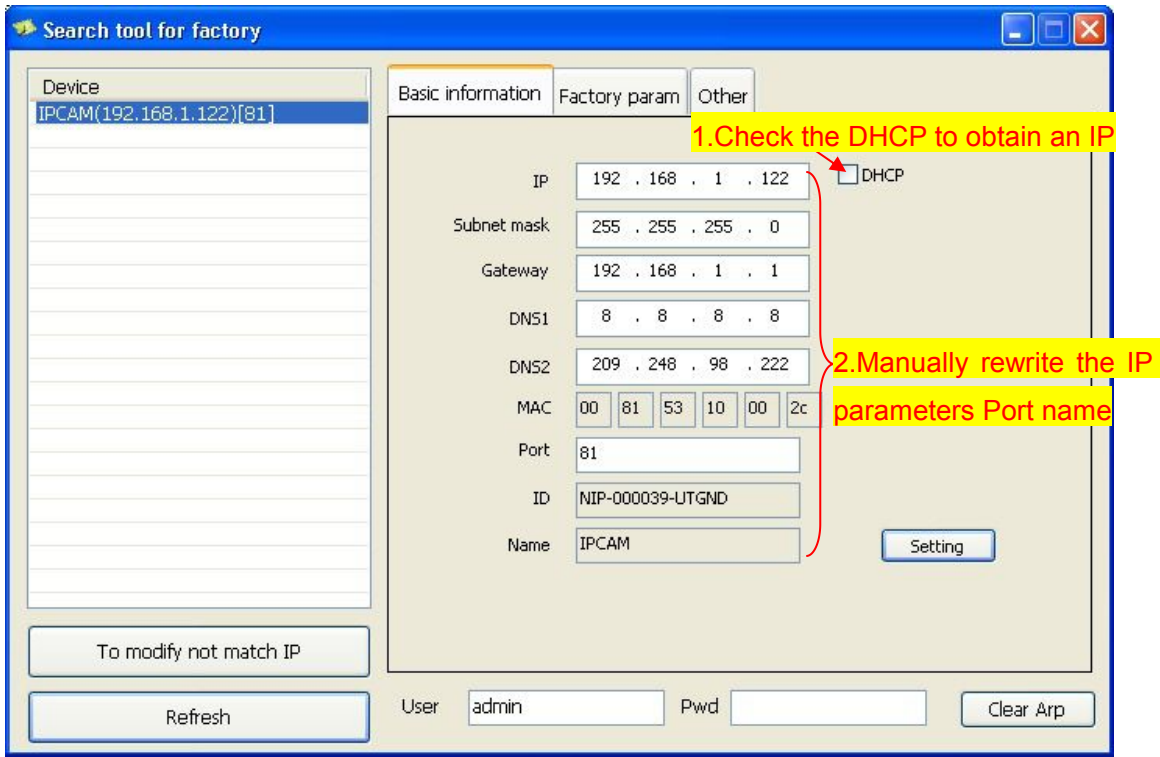 Search tool for factory
Device
IPCAM(192.168.1.122)[81]
Basic information Factory param Other
1.Check the DHCP to obtain an IP
IP 192 . 168 . 1 . 122 DHCP
Subnet mask 255 . 255 . 255 . 0
Gateway 192 . 168 . 1 . 1
DNS1 8 . 8 . 8 . 8
DNS2 209 . 248 . 98 . 222
2.Manually rewrite the IP
parameters Port name
MAC 00 81 53 10 00 2c
Port 81
ID NIP-000039-UTGND
Name IPCAM
Setting
To modify not match IP
Refresh
User admin Pwd Clear Arp